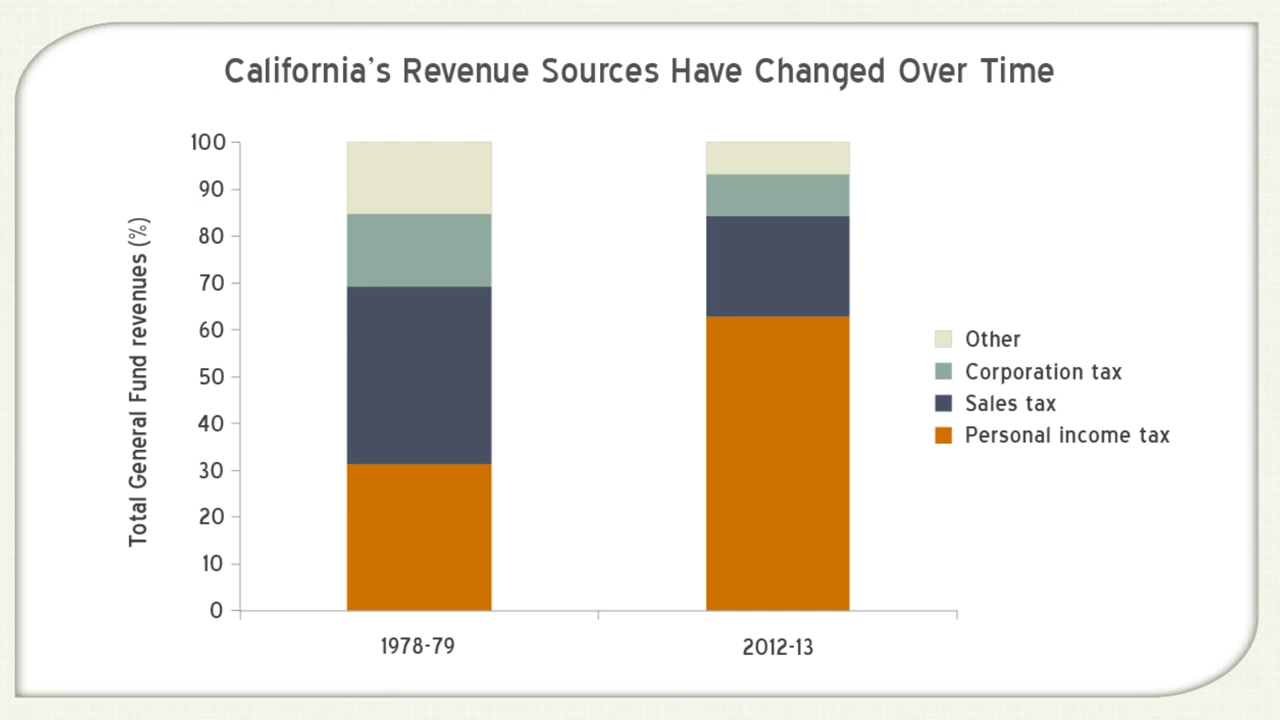 California's Revenue Sources Have Changed Over Time
Total General Fund revenues (%)
100
90
80
70
60
50
40
30
20
10
0
1978-79
2012-13
Other
Corporation tax
Sales tax
Personal income tax